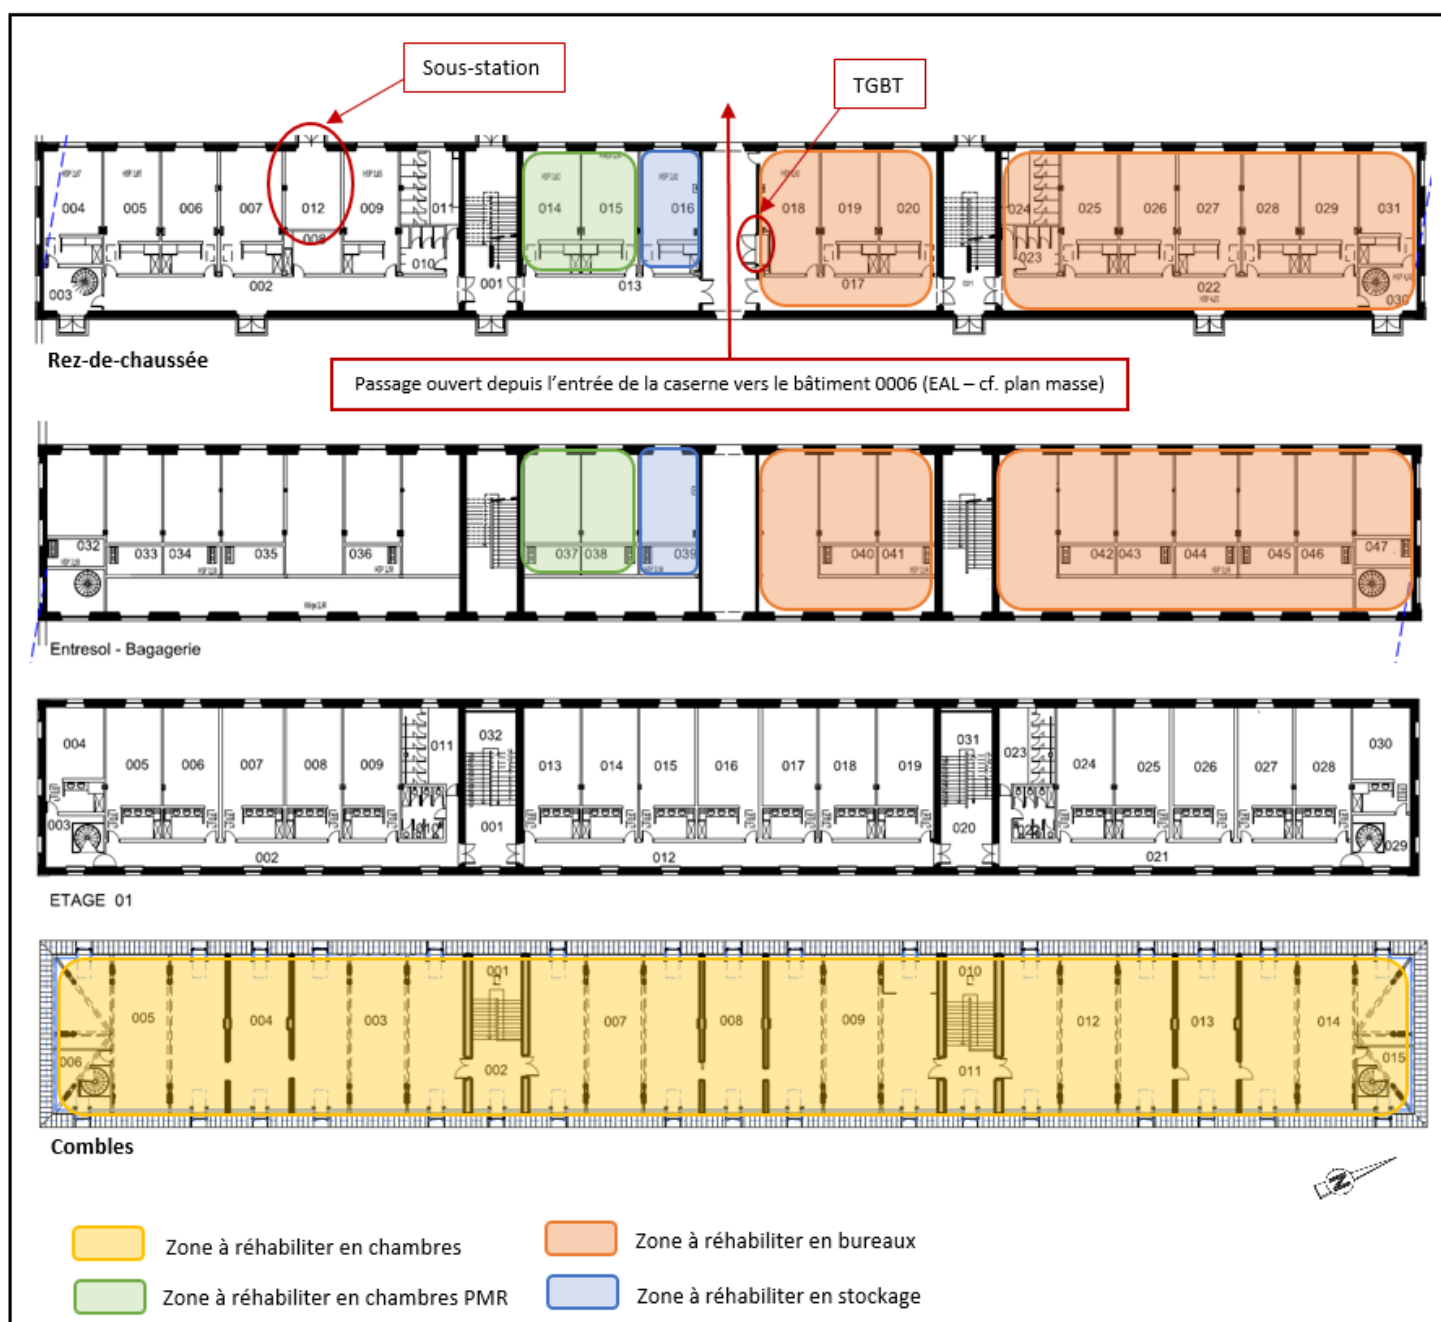 Sous-station
TGBT
004 005 006 007 012 009 011 014 015 016 018 019 020 024 025 026 027 028 029 031
008 010 023
003 002 001 013 017 021 022 030
Rez-de-chaussée
Passage ouvert depuis l'entrée de la caserne vers le bâtiment 0006 (EAL – cf. plan masse)
032 033 034 035 036 037 038 039 040 041 042 043 044 045 046 047
Entresol - Bagagerie
004 005 006 007 008 009 011 032 013 014 015 016 017 018 019 031 023 024 025 026 027 028 030
003 010 001 020 022 029
002 012 021
ETAGE 01
001 010
005 004 003 007 008 009 012 013 014
006 002 011 015
Combles
N
Zone à réhabiliter en chambres
Zone à réhabiliter en bureaux
Zone à réhabiliter en chambres PMR
Zone à réhabiliter en stockage